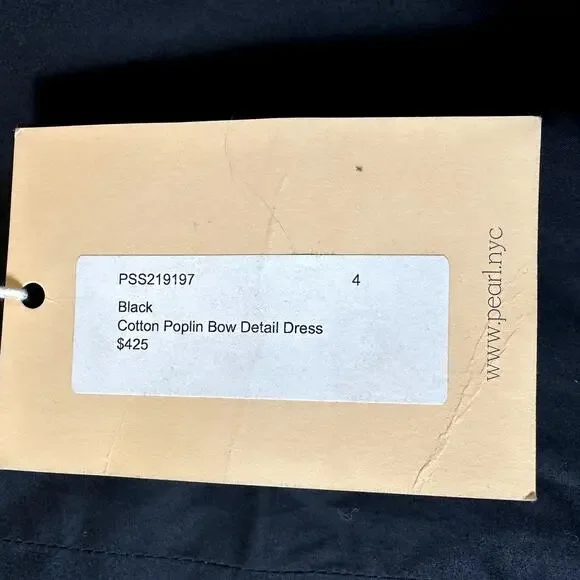 PSS219197 4
Black
Cotton Poplin Bow Detail Dress
$425
www.pearl.nyc